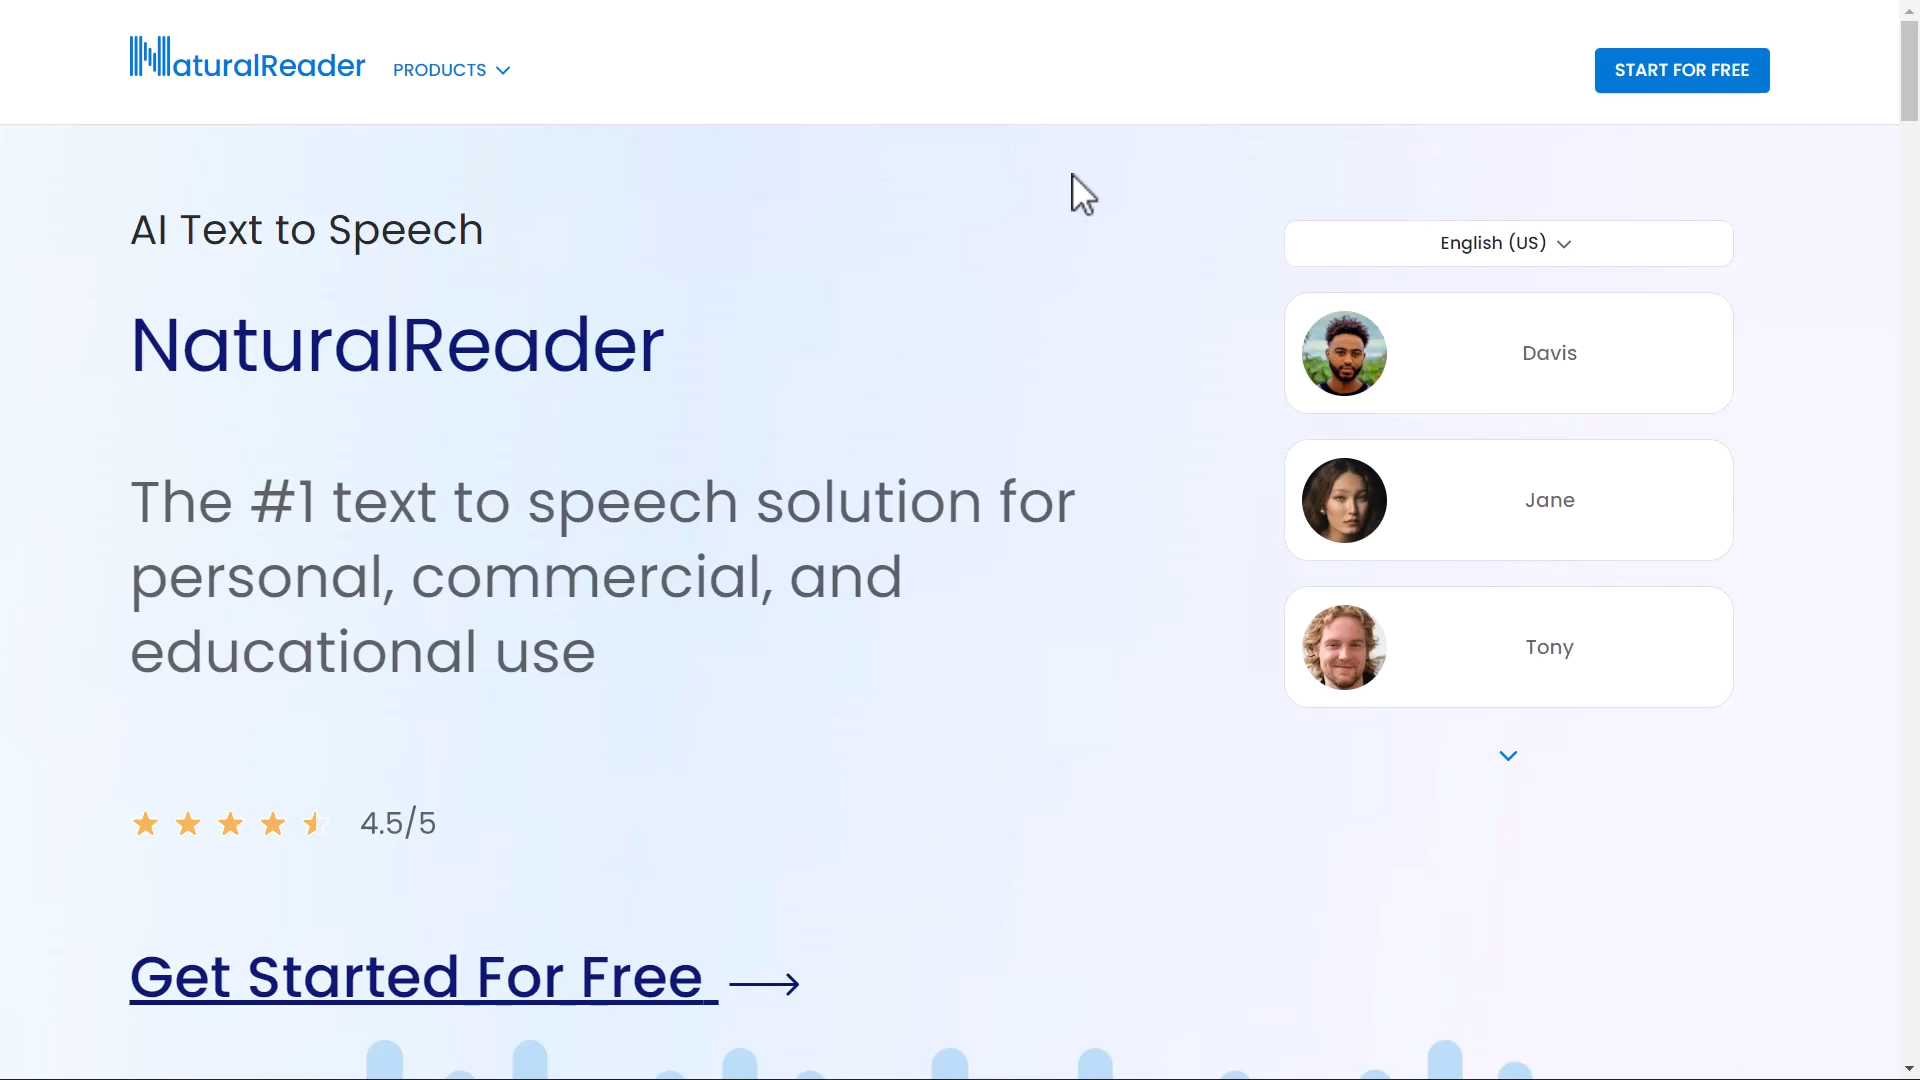 NaturalReader
PRODUCTS
START FOR FREE
AI Text to Speech
NaturalReader
The #1 text to speech solution for
personal, commercial, and
educational use
4.5/5
Get Started For Free
English (US)
Davis
Jane
Tony